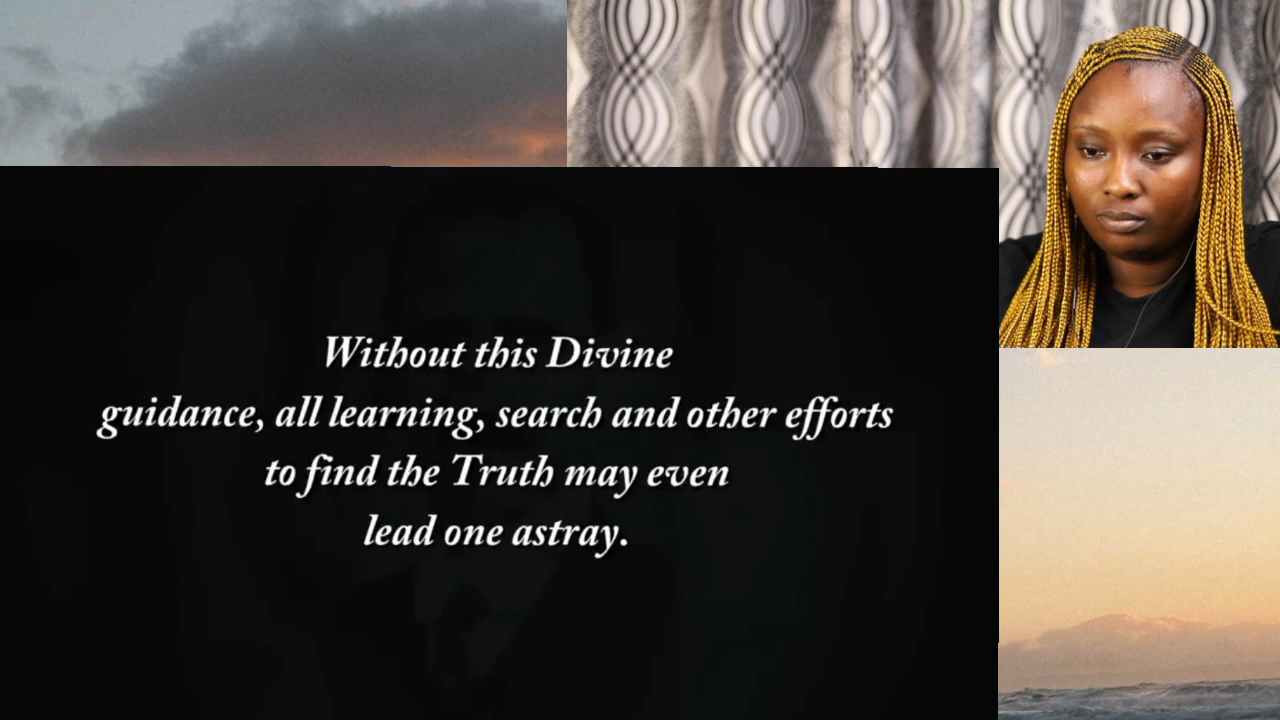 Without this Divine
guidance, all learning, search and other efforts
to find the Truth may even
lead one astray.